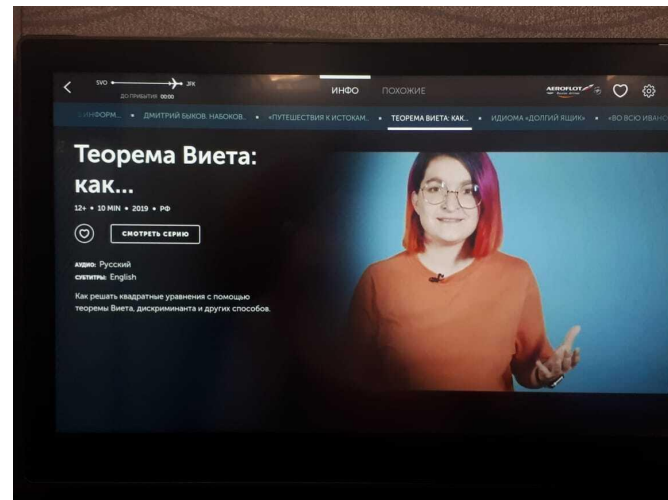 SVO JFK
ДО ПРИБЫТИЯ 00:00
ИНФО ПОХОЖИЕ
AEROFLOT
ИНФОРМ... • ДМИТРИЙ БЫКОВ. НАБОКОВ... • «ПУТЕШЕСТВИЯ К ИСТОКАМ... • ТЕОРЕМА ВИЕТА: КАК... • ИДИОМА «ДОЛГИЙ ЯЩИК» • «ВО ВСЮ ИВАНО
Теорема Виета:
как...
12+ • 10 MIN • 2019 • РФ
СМОТРЕТЬ СЕРИЮ
АУДИО: Русский
СУБТИТРЫ: English
Как решать квадратные уравнения с помощью
теоремы Виета, дискриминанта и других способов.